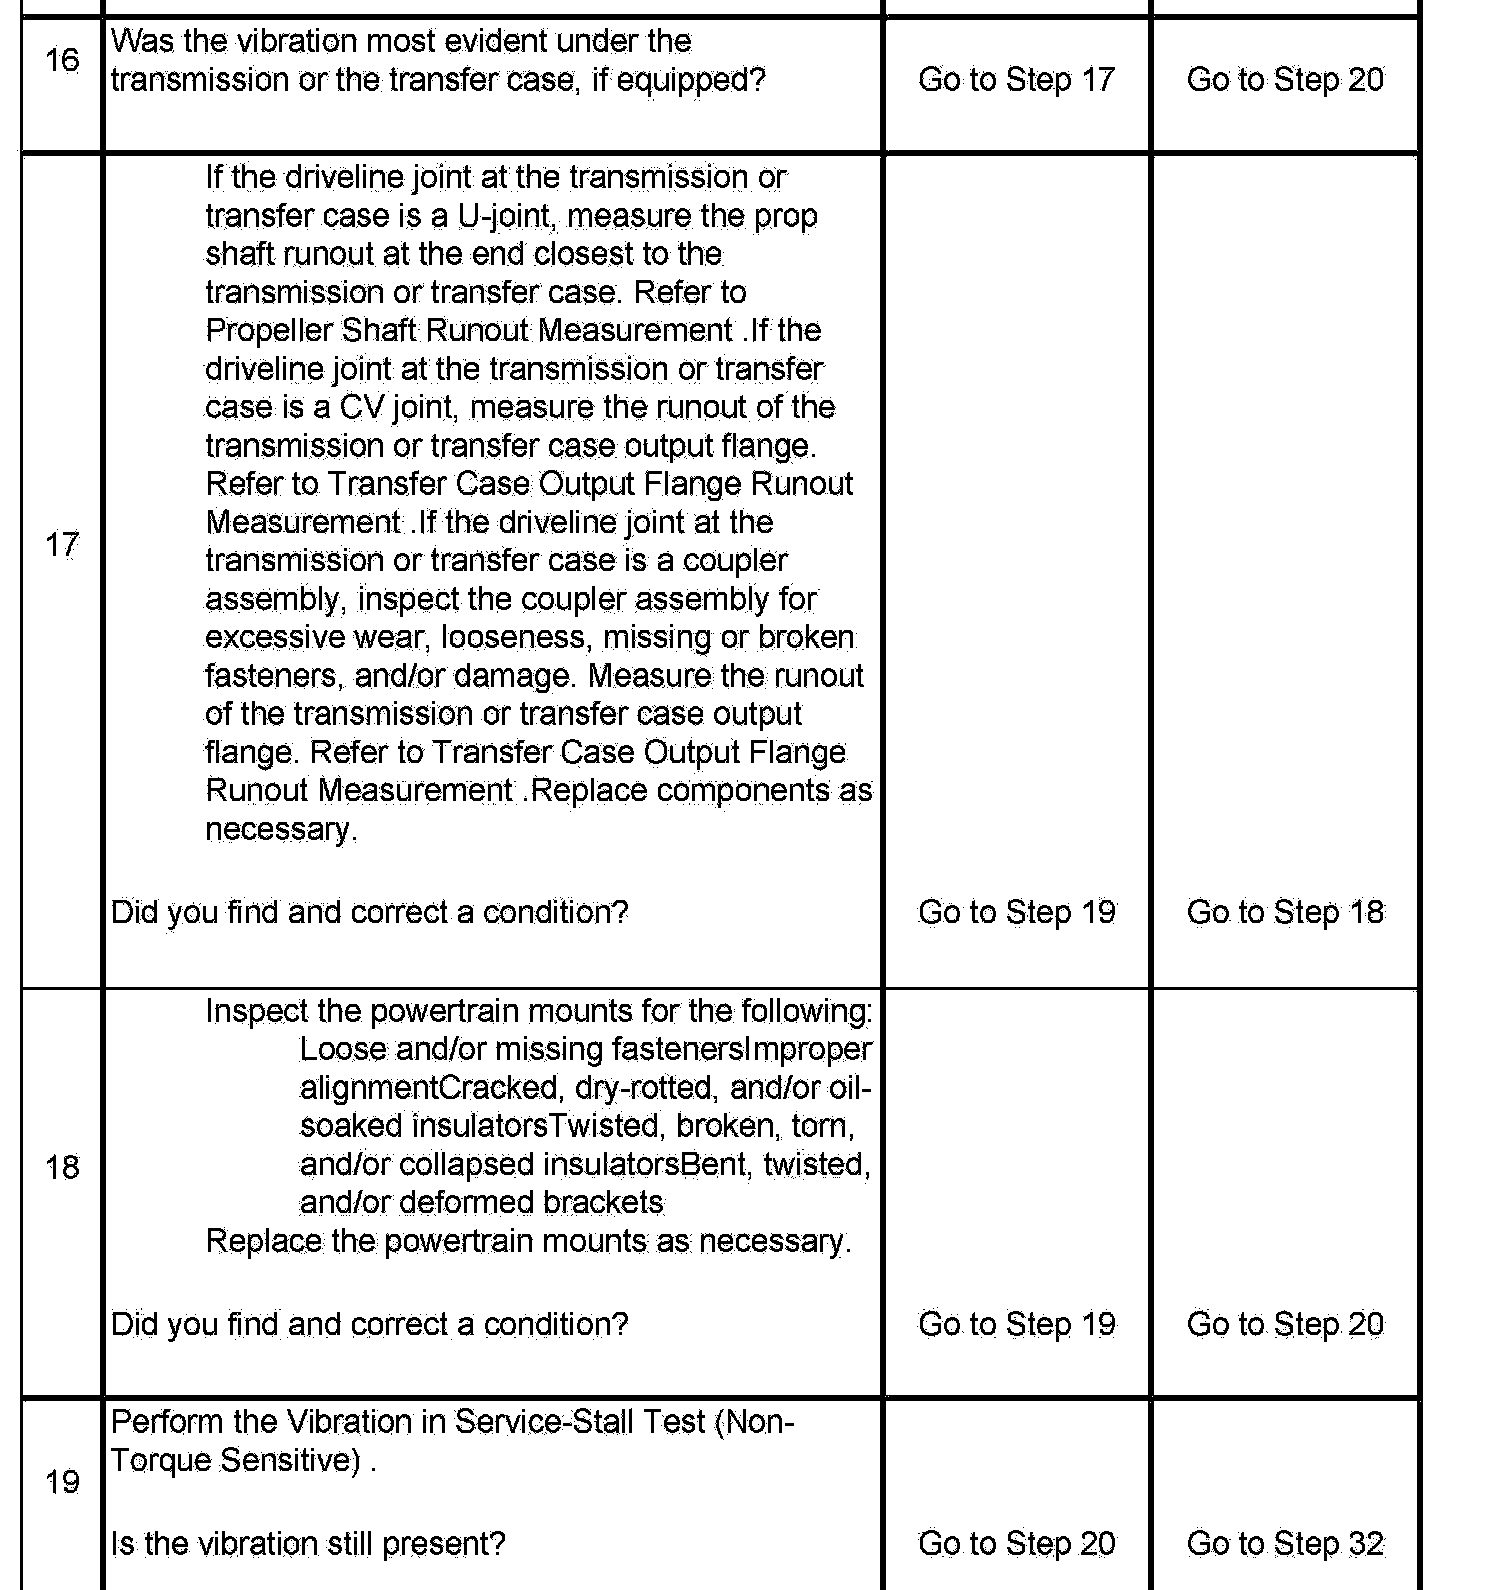 16
Was the vibration most evident under the
transmission or the transfer case, if equipped?
Go to Step 17
Go to Step 20
17
If the driveline joint at the transmission or
transfer case is a U-joint, measure the prop
shaft runout at the end closest to the
transmission or transfer case. Refer to
Propeller Shaft Runout Measurement .If the
driveline joint at the transmission or transfer
case is a CV joint, measure the runout of the
transmission or transfer case output flange.
Refer to Transfer Case Output Flange Runout
Measurement .If the driveline joint at the
transmission or transfer case is a coupler
assembly, inspect the coupler assembly for
excessive wear, looseness, missing or broken
fasteners, and/or damage. Measure the runout
of the transmission or transfer case output
flange. Refer to Transfer Case Output Flange
Runout Measurement .Replace components as
necessary.
Did you find and correct a condition?
Go to Step 19
Go to Step 18
18
Inspect the powertrain mounts for the following:
Loose and/or missing fastenersImproper
alignmentCracked, dry-rotted, and/or oil-
soaked insulatorsTwisted, broken, torn,
and/or collapsed insulatorsBent, twisted,
and/or deformed brackets
Replace the powertrain mounts as necessary.
Did you find and correct a condition?
Go to Step 19
Go to Step 20
19
Perform the Vibration in Service-Stall Test (Non-
Torque Sensitive) .
Is the vibration still present?
Go to Step 20
Go to Step 32